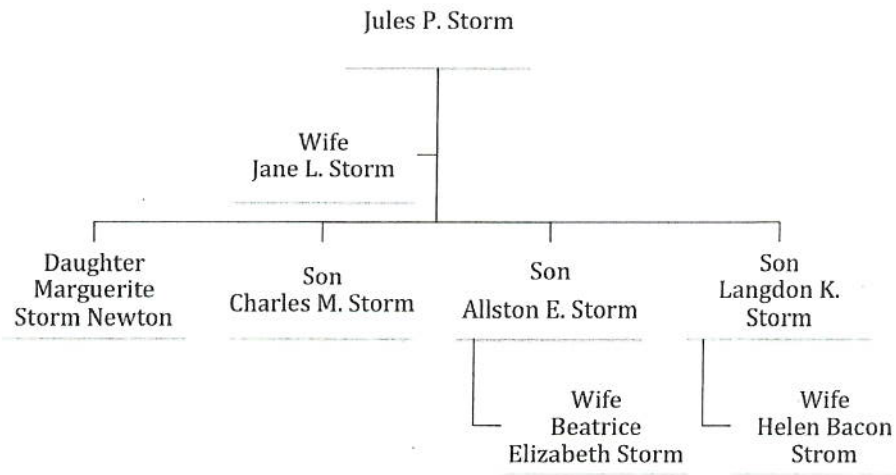 Jules P. Storm
Wife
Jane L. Storm
Daughter
Marguerite
Storm Newton
Son
Charles M. Storm
Son
Allston E. Storm
Son
Langdon K.
Storm
Wife
Beatrice
Elizabeth Storm
Wife
Helen Bacon
Strom